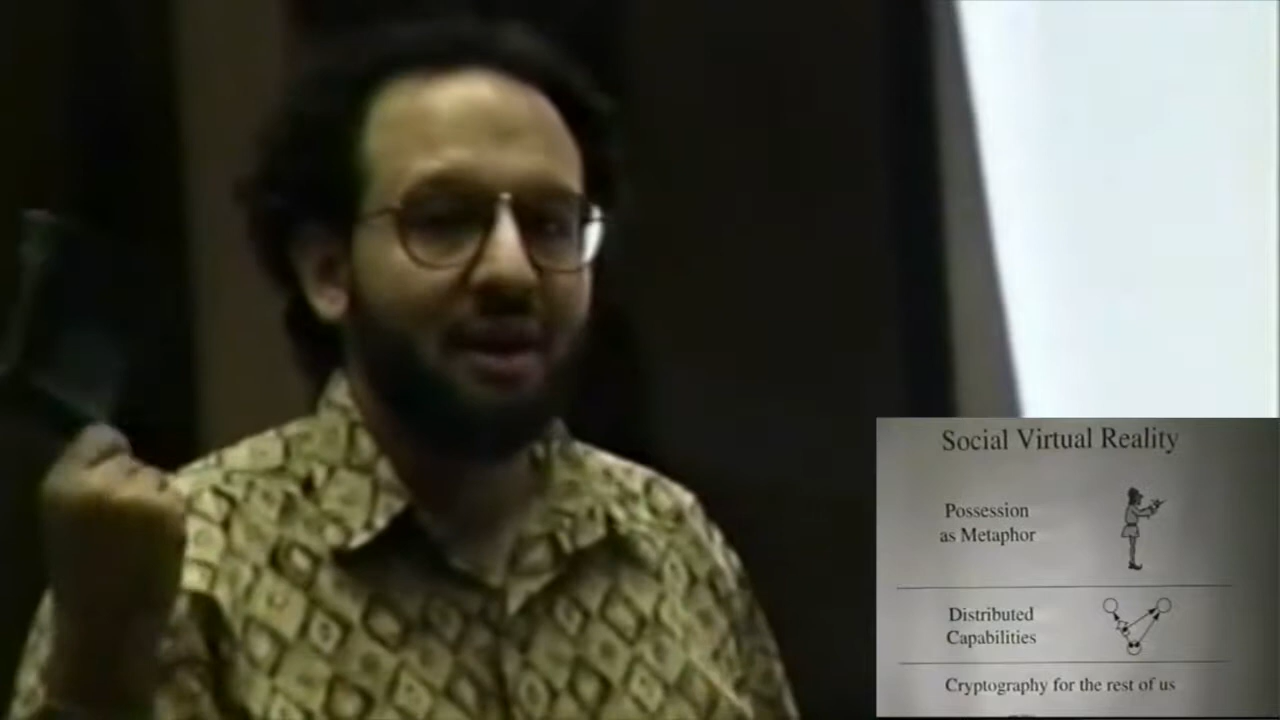 Social Virtual Reality
Possession
as Metaphor
Distributed
Capabilities
Cryptography for the rest of us